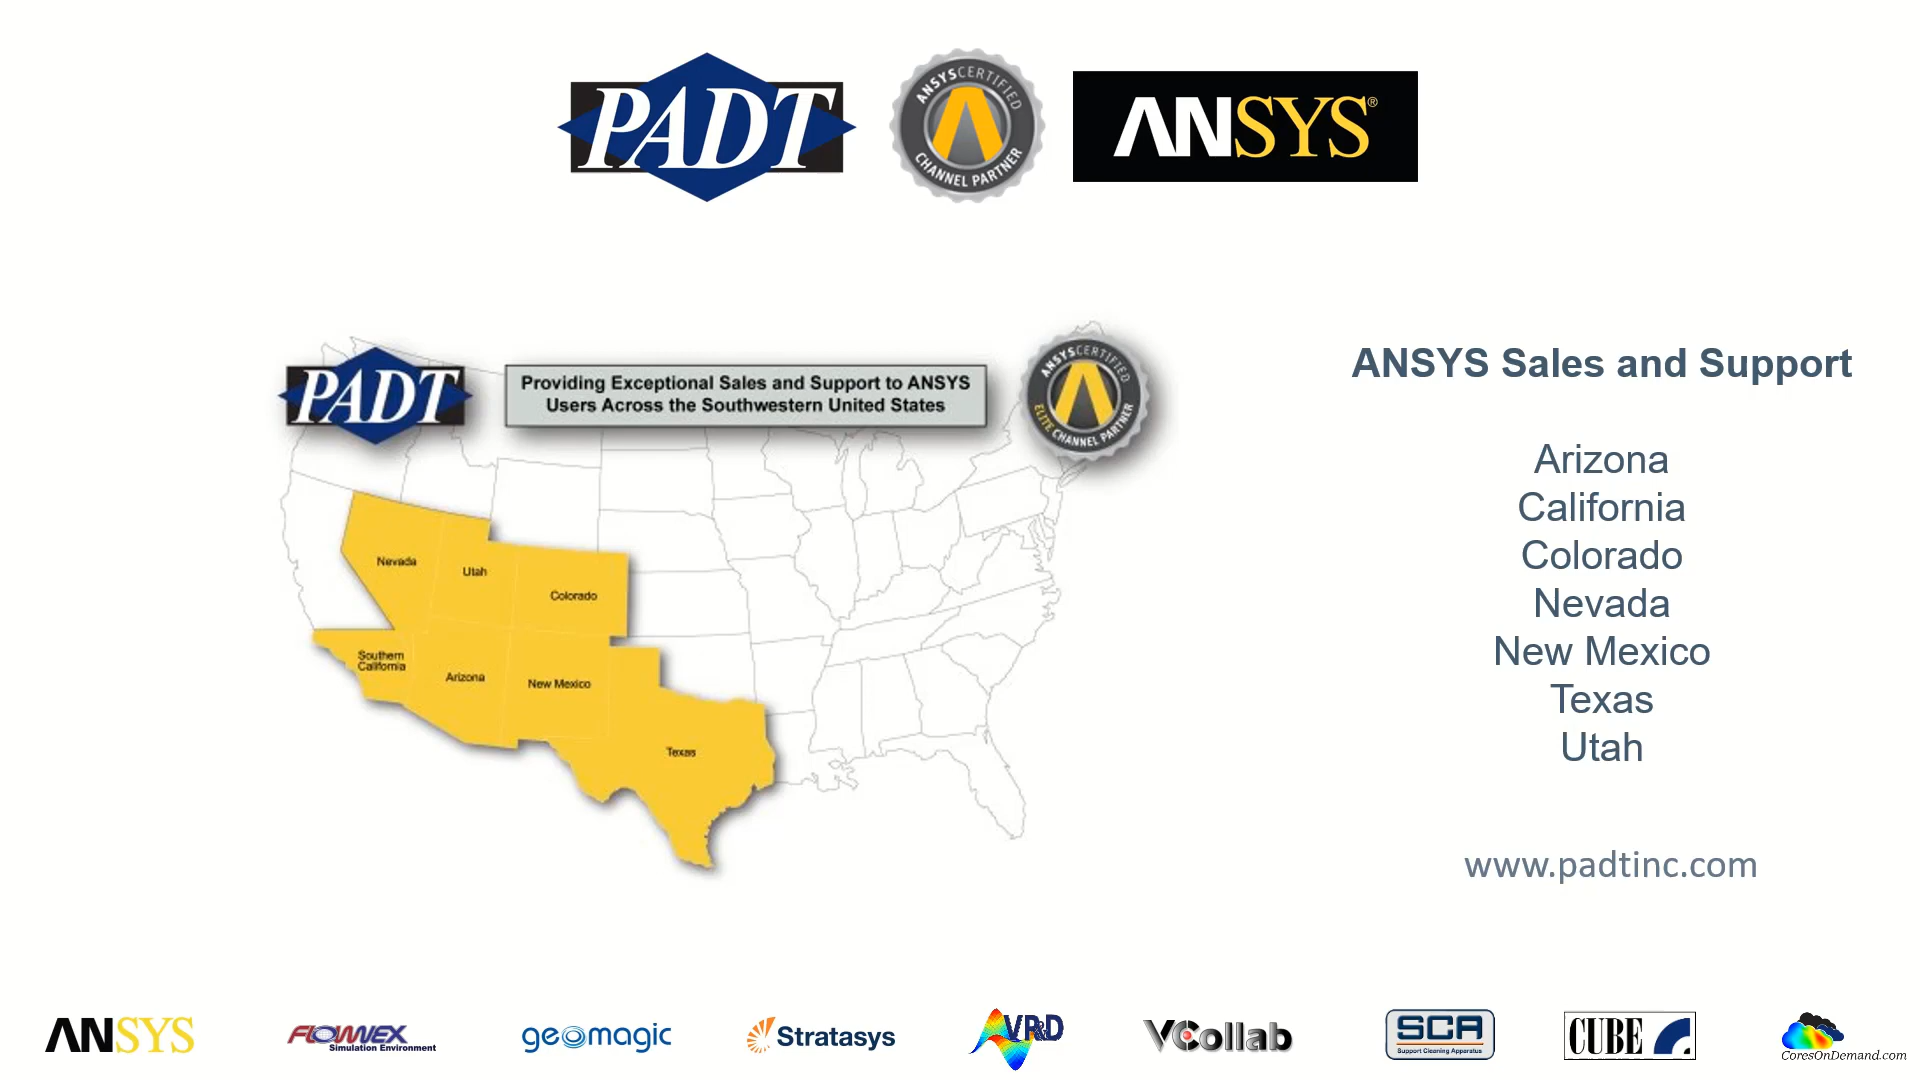 PADT
ANSYS CERTIFIED
CHANNEL PARTNER
ANSYS®
PADT
Providing Exceptional Sales and Support to ANSYS
Users Across the Southwestern United States
ANSYS CERTIFIED
ELITE CHANNEL PARTNER
Nevada
Utah
Colorado
Southern
California
Arizona
New Mexico
Texas
ANSYS Sales and Support
Arizona
California
Colorado
Nevada
New Mexico
Texas
Utah
www.padtinc.com
ANSYS
FLOWNEX
Simulation Environment
geomagic
Stratasys
VR&D
VCollab
SCA
Support Cleaning Apparatus
CUBE
CoresOnDemand.com